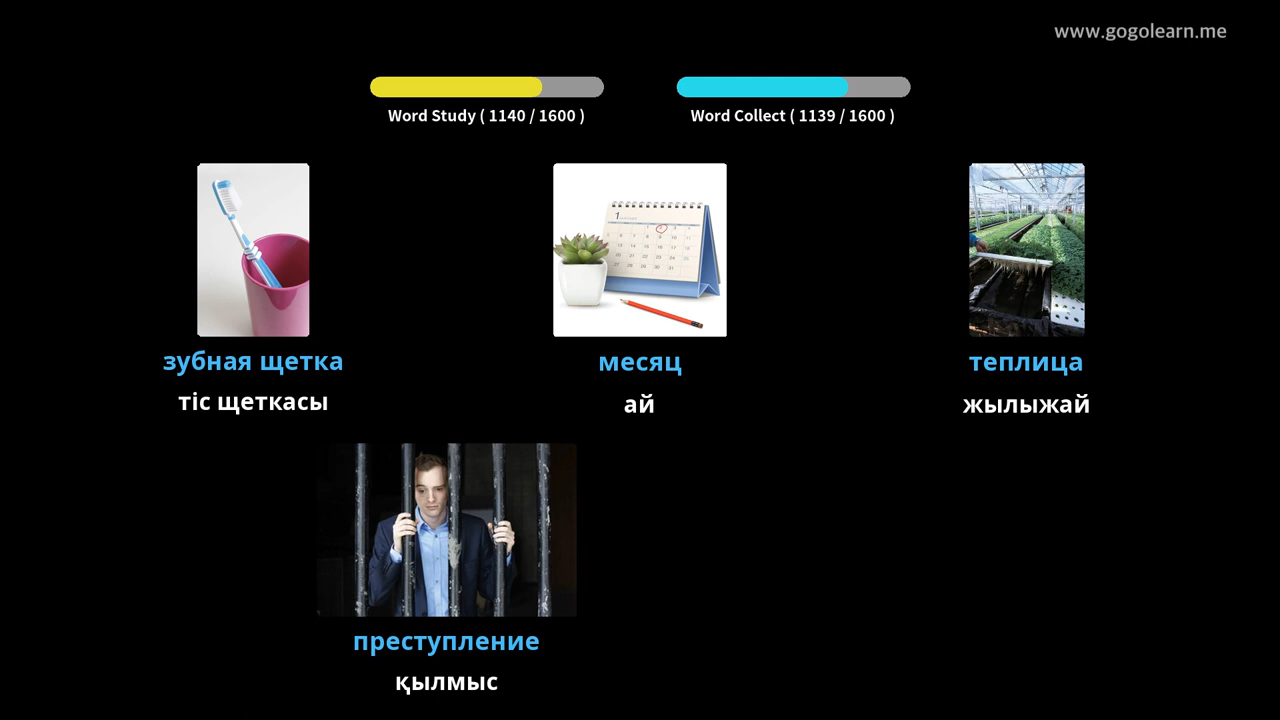 www.gogolearn.me
Word Study ( 1140 / 1600 )
Word Collect ( 1139 / 1600 )
зубная щетка
тіс щеткасы
месяц
ай
теплица
жылыжай
преступление
қылмыс